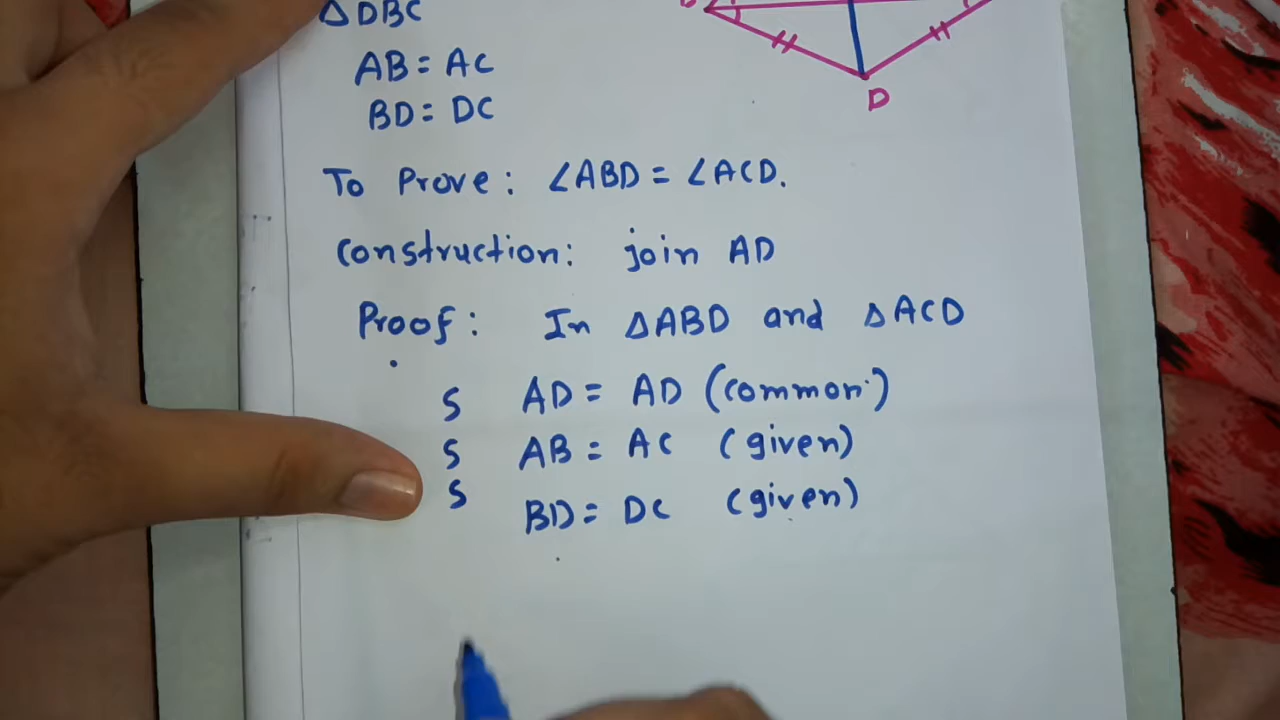 ΔDBC
AB = AC
BD = DC
D
To Prove: ∠ABD = ∠ACD.
Construction: join AD
Proof: In ΔABD and ΔACD
S AD = AD (common)
S AB = AC (given)
S BD = DC (given)